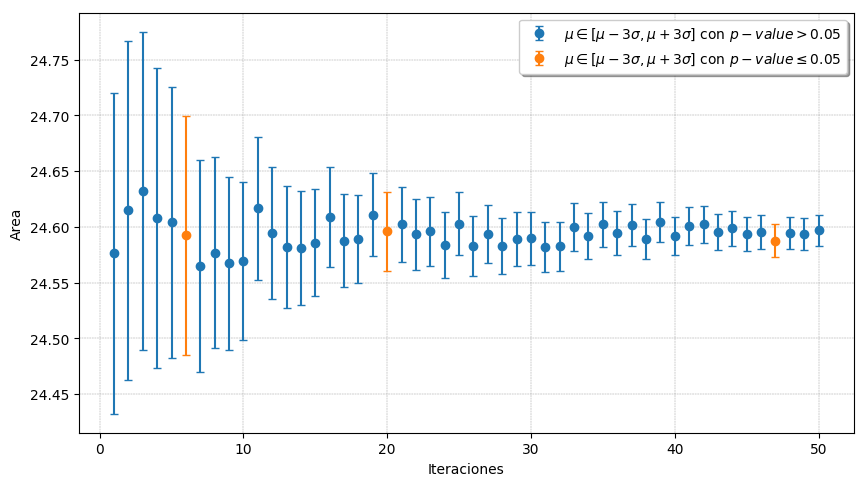 μ ∈ [μ − 3σ, μ + 3σ] con p − value > 0.05
μ ∈ [μ − 3σ, μ + 3σ] con p − value ≤ 0.05
24.75
24.70
24.65
24.60
24.55
24.50
24.45
Area
0 10 20 30 40 50
Iteraciones